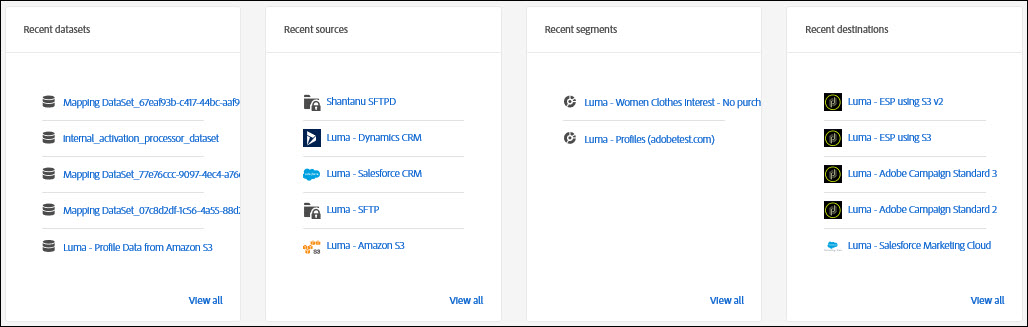 Recent datasets
Mapping DataSet_67eaf93b-c417-44bc-aaf9
Internal_activation_processor_dataset
Mapping DataSet_77e76ccc-9097-4ec4-a76
Mapping DataSet_07c8d2df-1c56-4a55-88d
Luma - Profile Data from Amazon S3
View all
Recent sources
Shantanu SFTPD
Luma - Dynamics CRM
Luma - Salesforce CRM
Luma - SFTP
Luma - Amazon S3
View all
Recent segments
Luma - Women Clothes Interest - No purch
Luma - Profiles (adobetest.com)
View all
Recent destinations
Luma - ESP using S3 v2
Luma - ESP using S3
Luma - Adobe Campaign Standard 3
Luma - Adobe Campaign Standard 2
Luma - Salesforce Marketing Cloud
View all